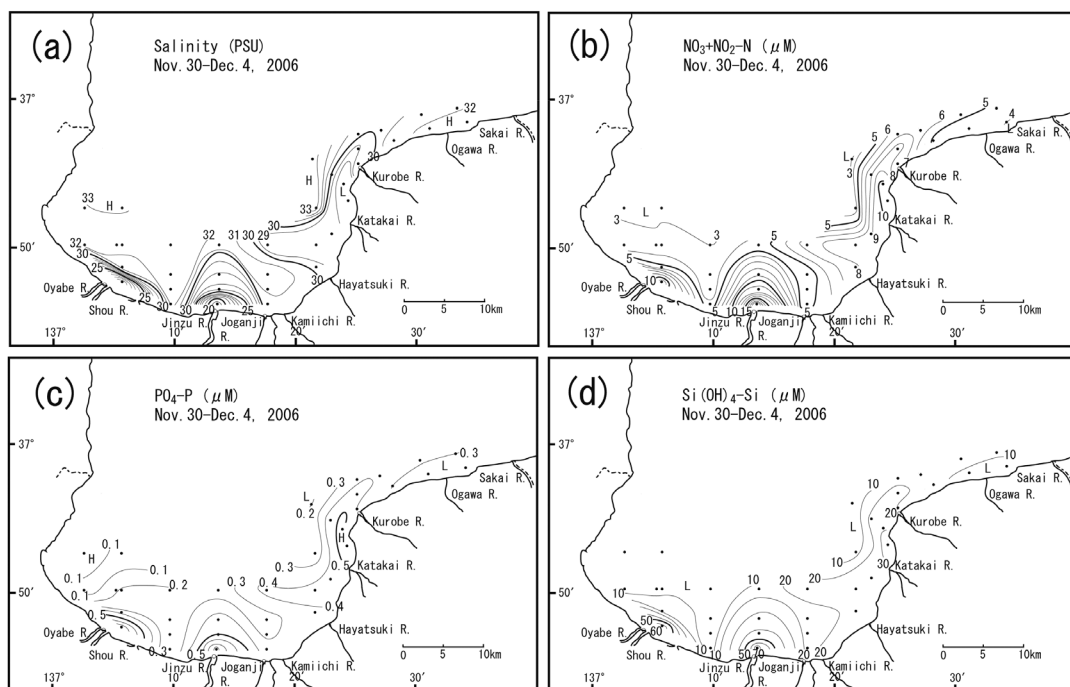 (a)
Salinity (PSU)
Nov.30-Dec.4, 2006
37°
32
H
Sakai R.
Ogawa R.
30
Kurobe R.
H
L
33
33
H
30
Katakai R.
32
31 30 29
32
50′
30
25
30
Hayatsuki R.
Oyabe R.
25
30
30
20
25
Shou R.
Jinzu R.
Joganji R.
Kamiichi R.
0 5 10km
137°
10′
20′
30′
(b)
NO3+NO2-N (μM)
Nov.30-Dec.4, 2006
37°
5
4
6
6
L
Sakai R.
5
Ogawa R.
L
3
7
8
Kurobe R.
10
L
3
5
Katakai R.
9
3
5
50′
5
8
10
Hayatsuki R.
Oyabe R.
Shou R.
5
10
15
5
Jinzu R.
Joganji R.
Kamiichi R.
0 5 10km
137°
10′
20′
30′
(c)
PO4-P (μM)
Nov.30-Dec.4, 2006
37°
0.3
L
Sakai R.
Ogawa R.
0.3
L
0.2
Kurobe R.
H
0.1
H
0.1
0.1
0.1
0.2
0.3
0.5
Katakai R.
0.3
0.4
50′
0.4
0.5
Hayatsuki R.
Oyabe R.
Shou R.
0.3
0.5
Jinzu R.
Joganji R.
Kamiichi R.
0 5 10km
137°
10′
20′
30′
(d)
Si(OH)4-Si (μM)
Nov.30-Dec.4, 2006
37°
10
L
Sakai R.
Ogawa R.
10
20
Kurobe R.
L
30
Katakai R.
10
L
10
20
20
50′
50
60
Hayatsuki R.
Oyabe R.
Shou R.
10
10
50
20
20
Jinzu R.
Joganji R.
Kamiichi R.
0 5 10km
137°
10′
20′
30′